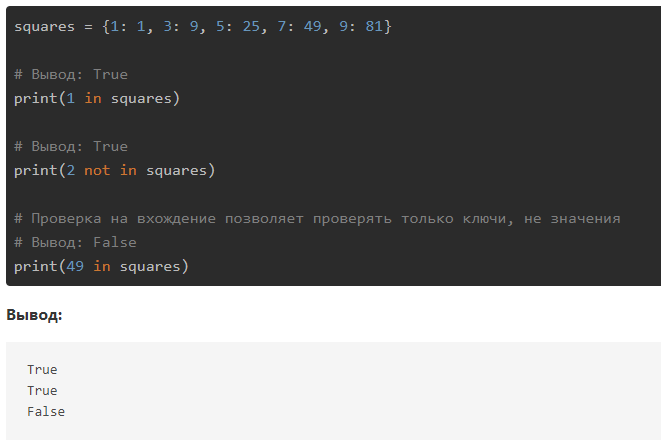 squares = {1: 1, 3: 9, 5: 25, 7: 49, 9: 81}
# Вывод: True
print(1 in squares)
# Вывод: True
print(2 not in squares)
# Проверка на вхождение позволяет проверять только ключи, не значения
# Вывод: False
print(49 in squares)
Вывод:
True
True
False